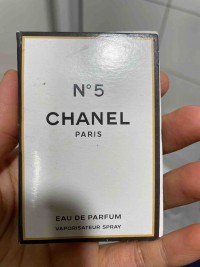 N°5
CHANEL
PARIS
EAU DE PARFUM
VAPORISATEUR SPRAY